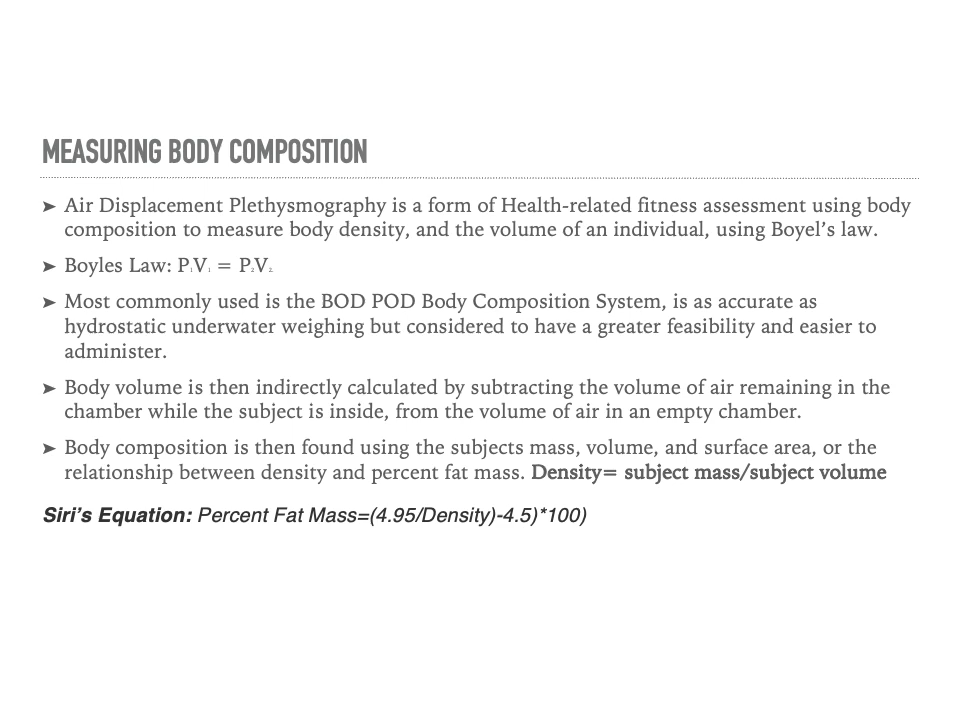 MEASURING BODY COMPOSITION
➤ Air Displacement Plethysmography is a form of Health-related fitness assessment using body
composition to measure body density, and the volume of an individual, using Boyel’s law.
➤ Boyles Law: P₁V₁ = P₂V₂
➤ Most commonly used is the BOD POD Body Composition System, is as accurate as
hydrostatic underwater weighing but considered to have a greater feasibility and easier to
administer.
➤ Body volume is then indirectly calculated by subtracting the volume of air remaining in the
chamber while the subject is inside, from the volume of air in an empty chamber.
➤ Body composition is then found using the subjects mass, volume, and surface area, or the
relationship between density and percent fat mass. Density= subject mass/subject volume
Siri’s Equation: Percent Fat Mass=(4.95/Density)-4.5)*100)